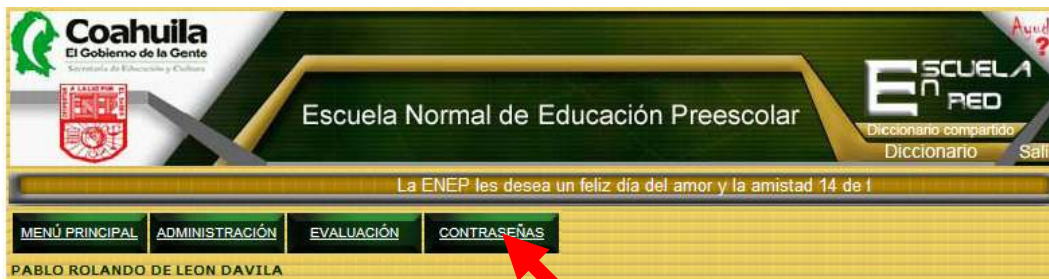 Coahuila
El Gobierno de la Gente
Secretaría de Educación y Cultura
Ayud
?
ESCUELA
En RED
Escuela Normal de Educación Preescolar
Diccionario compartido
Diccionario
Sali
La ENEP les desea un feliz día del amor y la amistad 14 de f
MENÚ PRINCIPAL ADMINISTRACIÓN EVALUACIÓN CONTRASEÑAS
PABLO ROLANDO DE LEON DAVILA